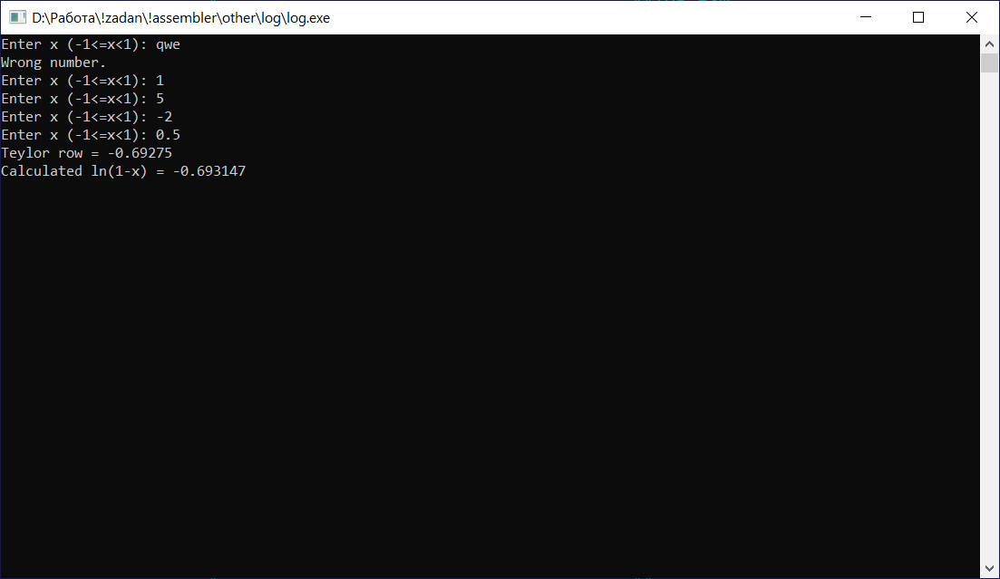 D:\Работа\!zadan\!assembler\other\log\log.exe
Enter x (-1<=x<1): qwe
Wrong number.
Enter x (-1<=x<1): 1
Enter x (-1<=x<1): 5
Enter x (-1<=x<1): -2
Enter x (-1<=x<1): 0.5
Teylor row = -0.69275
Calculated ln(1-x) = -0.693147